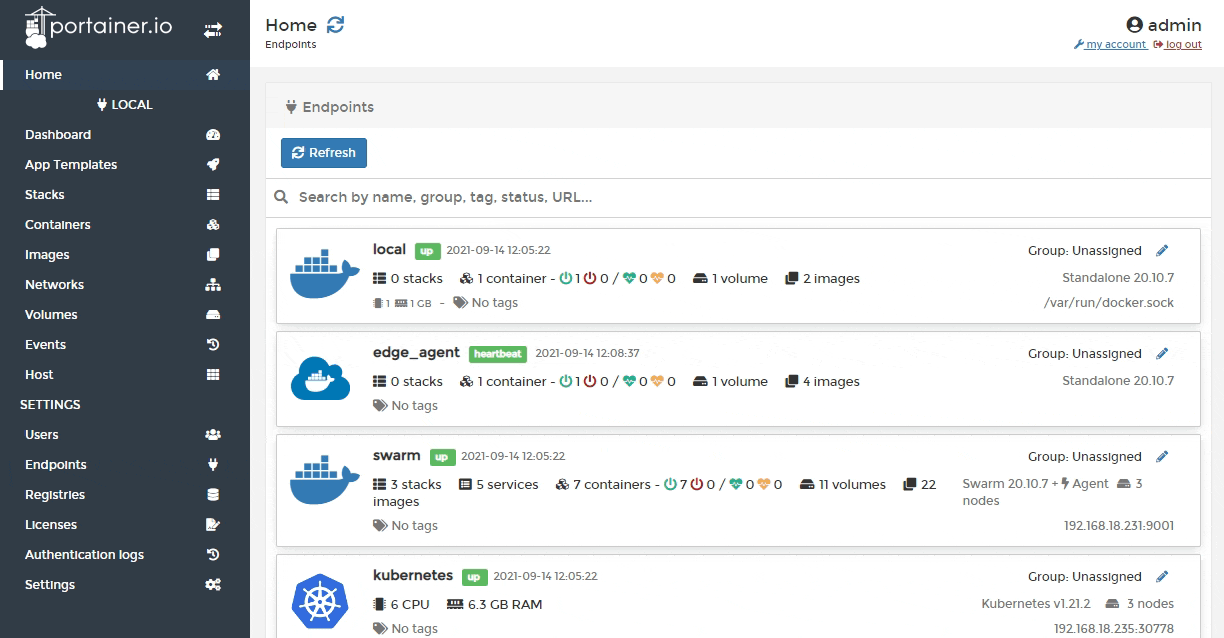 portainer.io
Home
LOCAL
Dashboard
App Templates
Stacks
Containers
Images
Networks
Volumes
Events
Host
SETTINGS
Users
Endpoints
Registries
Licenses
Authentication logs
Settings
Home
Endpoints
admin
my account log out
Endpoints
Refresh
Search by name, group, tag, status, URL...
local up 2021-09-14 12:05:22 Group: Unassigned
0 stacks 1 container - 1 0 / 0 0 1 volume 2 images Standalone 20.10.7
1 1 GB - No tags /var/run/docker.sock
edge_agent heartbeat 2021-09-14 12:08:37 Group: Unassigned
0 stacks 1 container - 1 0 / 0 0 1 volume 4 images Standalone 20.10.7
No tags
swarm up 2021-09-14 12:05:22 Group: Unassigned
3 stacks 5 services 7 containers - 7 0 / 0 0 11 volumes 22 Swarm 20.10.7 + Agent 3
images nodes
No tags 192.168.18.231:9001
kubernetes up 2021-09-14 12:05:22 Group: Unassigned
6 CPU 6.3 GB RAM Kubernetes v1.21.2 3 nodes
No tags 192.168.18.235:30778